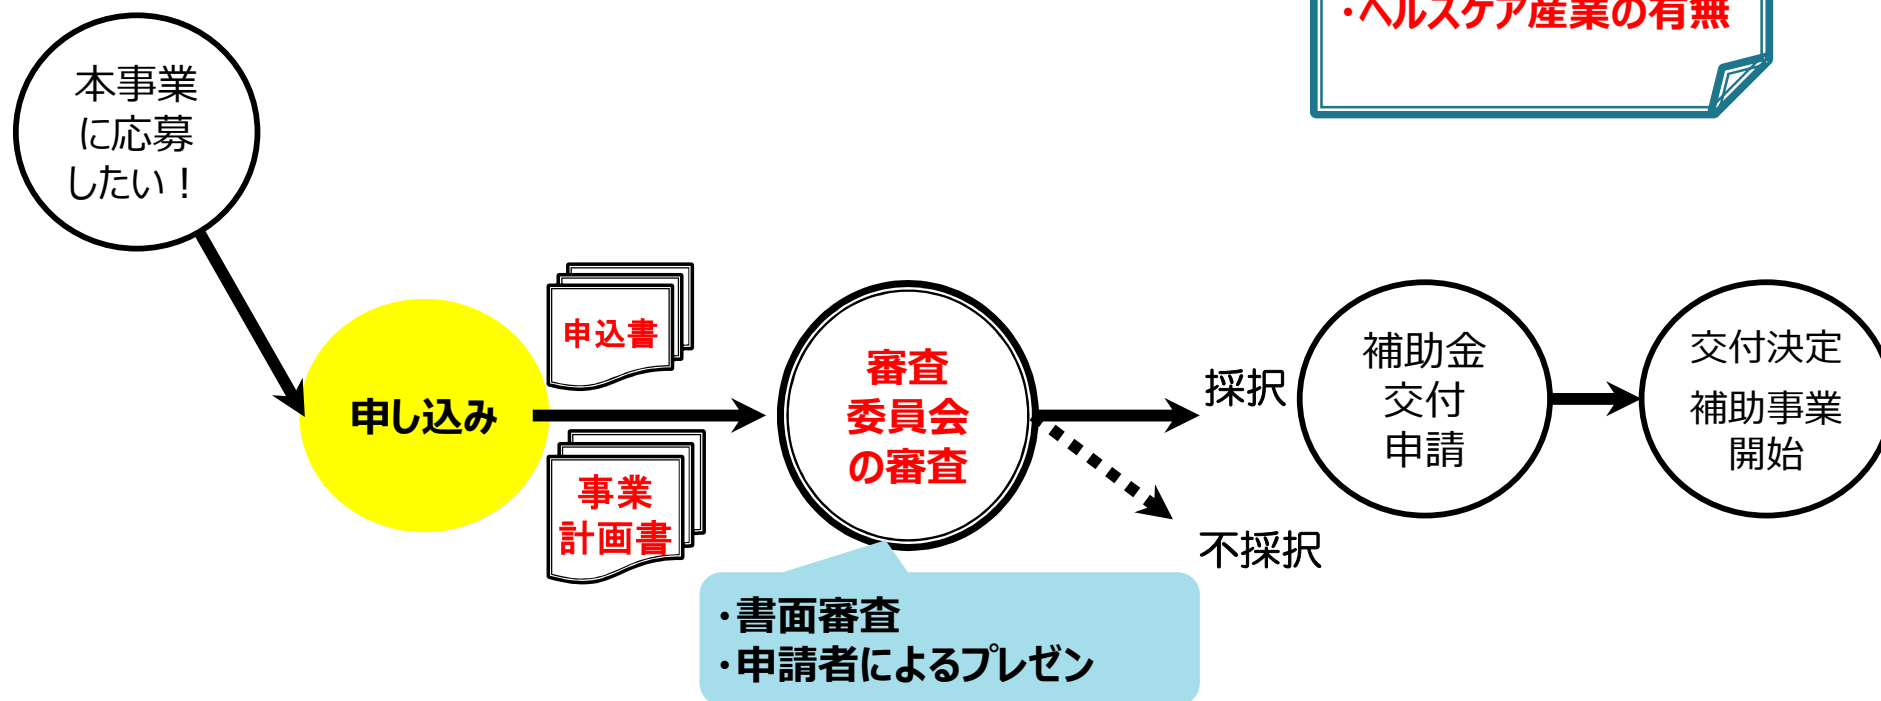 ・ヘルスケア産業の有無
本事業
に応募
したい！
申込書
申し込み
事業
計画書
審査
委員会
の審査
・書面審査
・申請者によるプレゼン
採択
不採択
補助金
交付
申請
交付決定
補助事業
開始